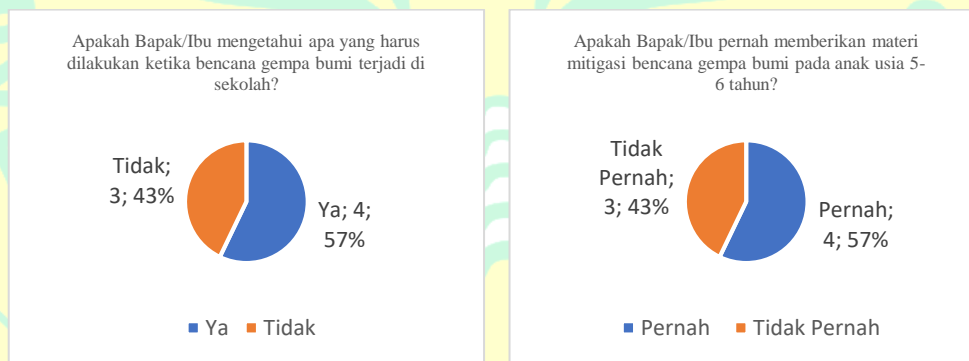 Apakah Bapak/Ibu mengetahui apa yang harus
dilakukan ketika bencana gempa bumi terjadi di
sekolah?
Tidak;
3; 43%
Ya; 4;
57%
Ya Tidak
Apakah Bapak/Ibu pernah memberikan materi
mitigasi bencana gempa bumi pada anak usia 5-
6 tahun?
Tidak
Pernah;
3; 43%
Pernah;
4; 57%
Pernah Tidak Pernah